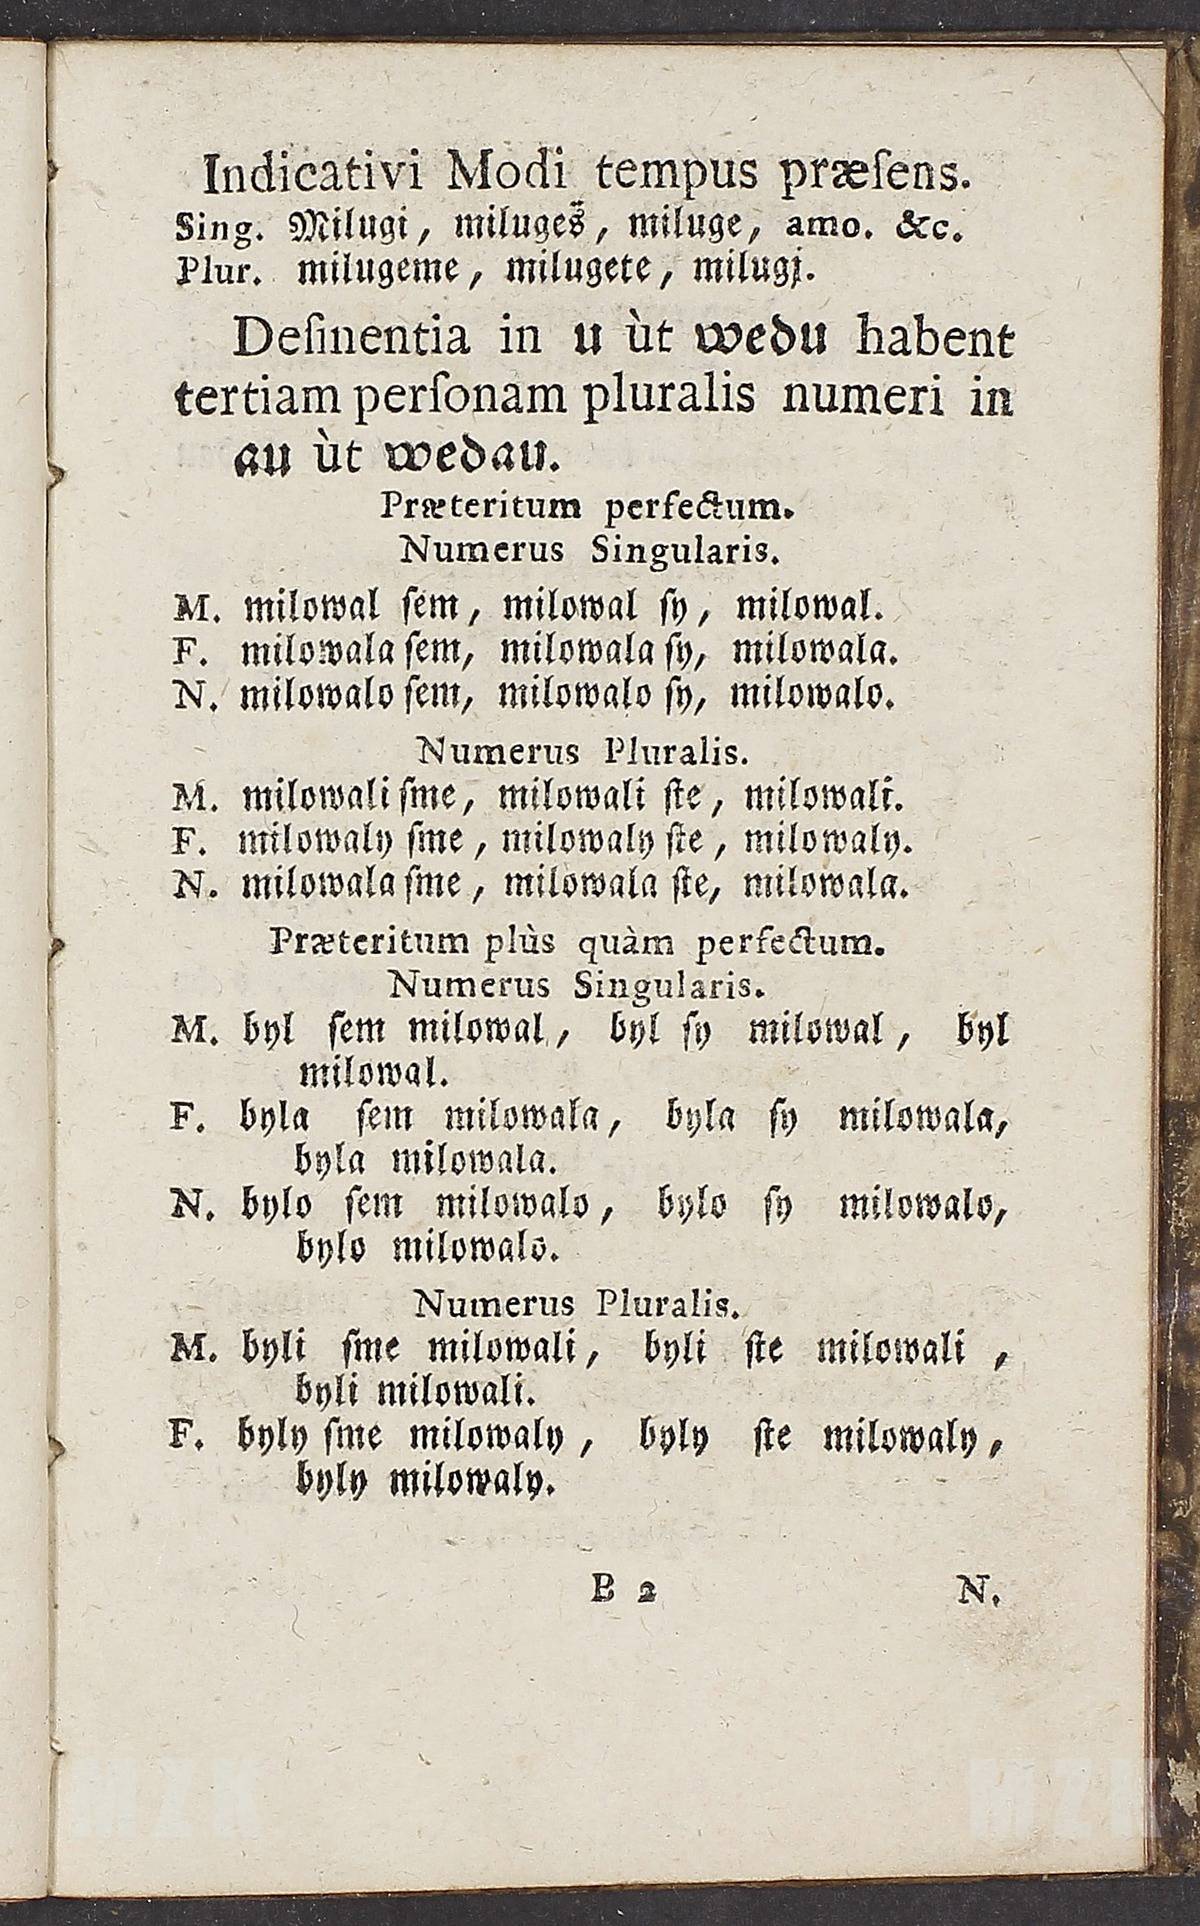 Indicativi Modi tempus præſens.
Sing. Milugi, milugeſ̈, miluge, amo. &c.
Plur. milugeme, milugete, milugj.
Deſinentia in u ùt wedu habent
tertiam perſonam pluralis numeri in
au ùt wedau.
Præteritum perfectum.
Numerus Singularis.
M. milowal ſem, milowal ſy, milowal.
F. milowala ſem, milowala ſy, milowala.
N. milowalo ſem, milowalo ſy, milowalo.
Numerus Pluralis.
M. milowali ſme, milowali ſte, milowali.
F. milowaly ſme, milowaly ſte, milowaly.
N. milowala ſme, milowala ſte, milowala.
Præteritum plùs quàm perfectum.
Numerus Singularis.
M. byl ſem milowal, byl ſy milowal, byl
milowal.
F. byla ſem milowala, byla ſy milowala,
byla milowala.
N. bylo ſem milowalo, bylo ſy milowalo,
bylo milowalo.
Numerus Pluralis.
M. byli ſme milowali, byli ſte milowali,
byli milowali.
F. byly ſme milowaly, byly ſte milowaly,
byly milowaly.
B 2 N.
MZK MZK